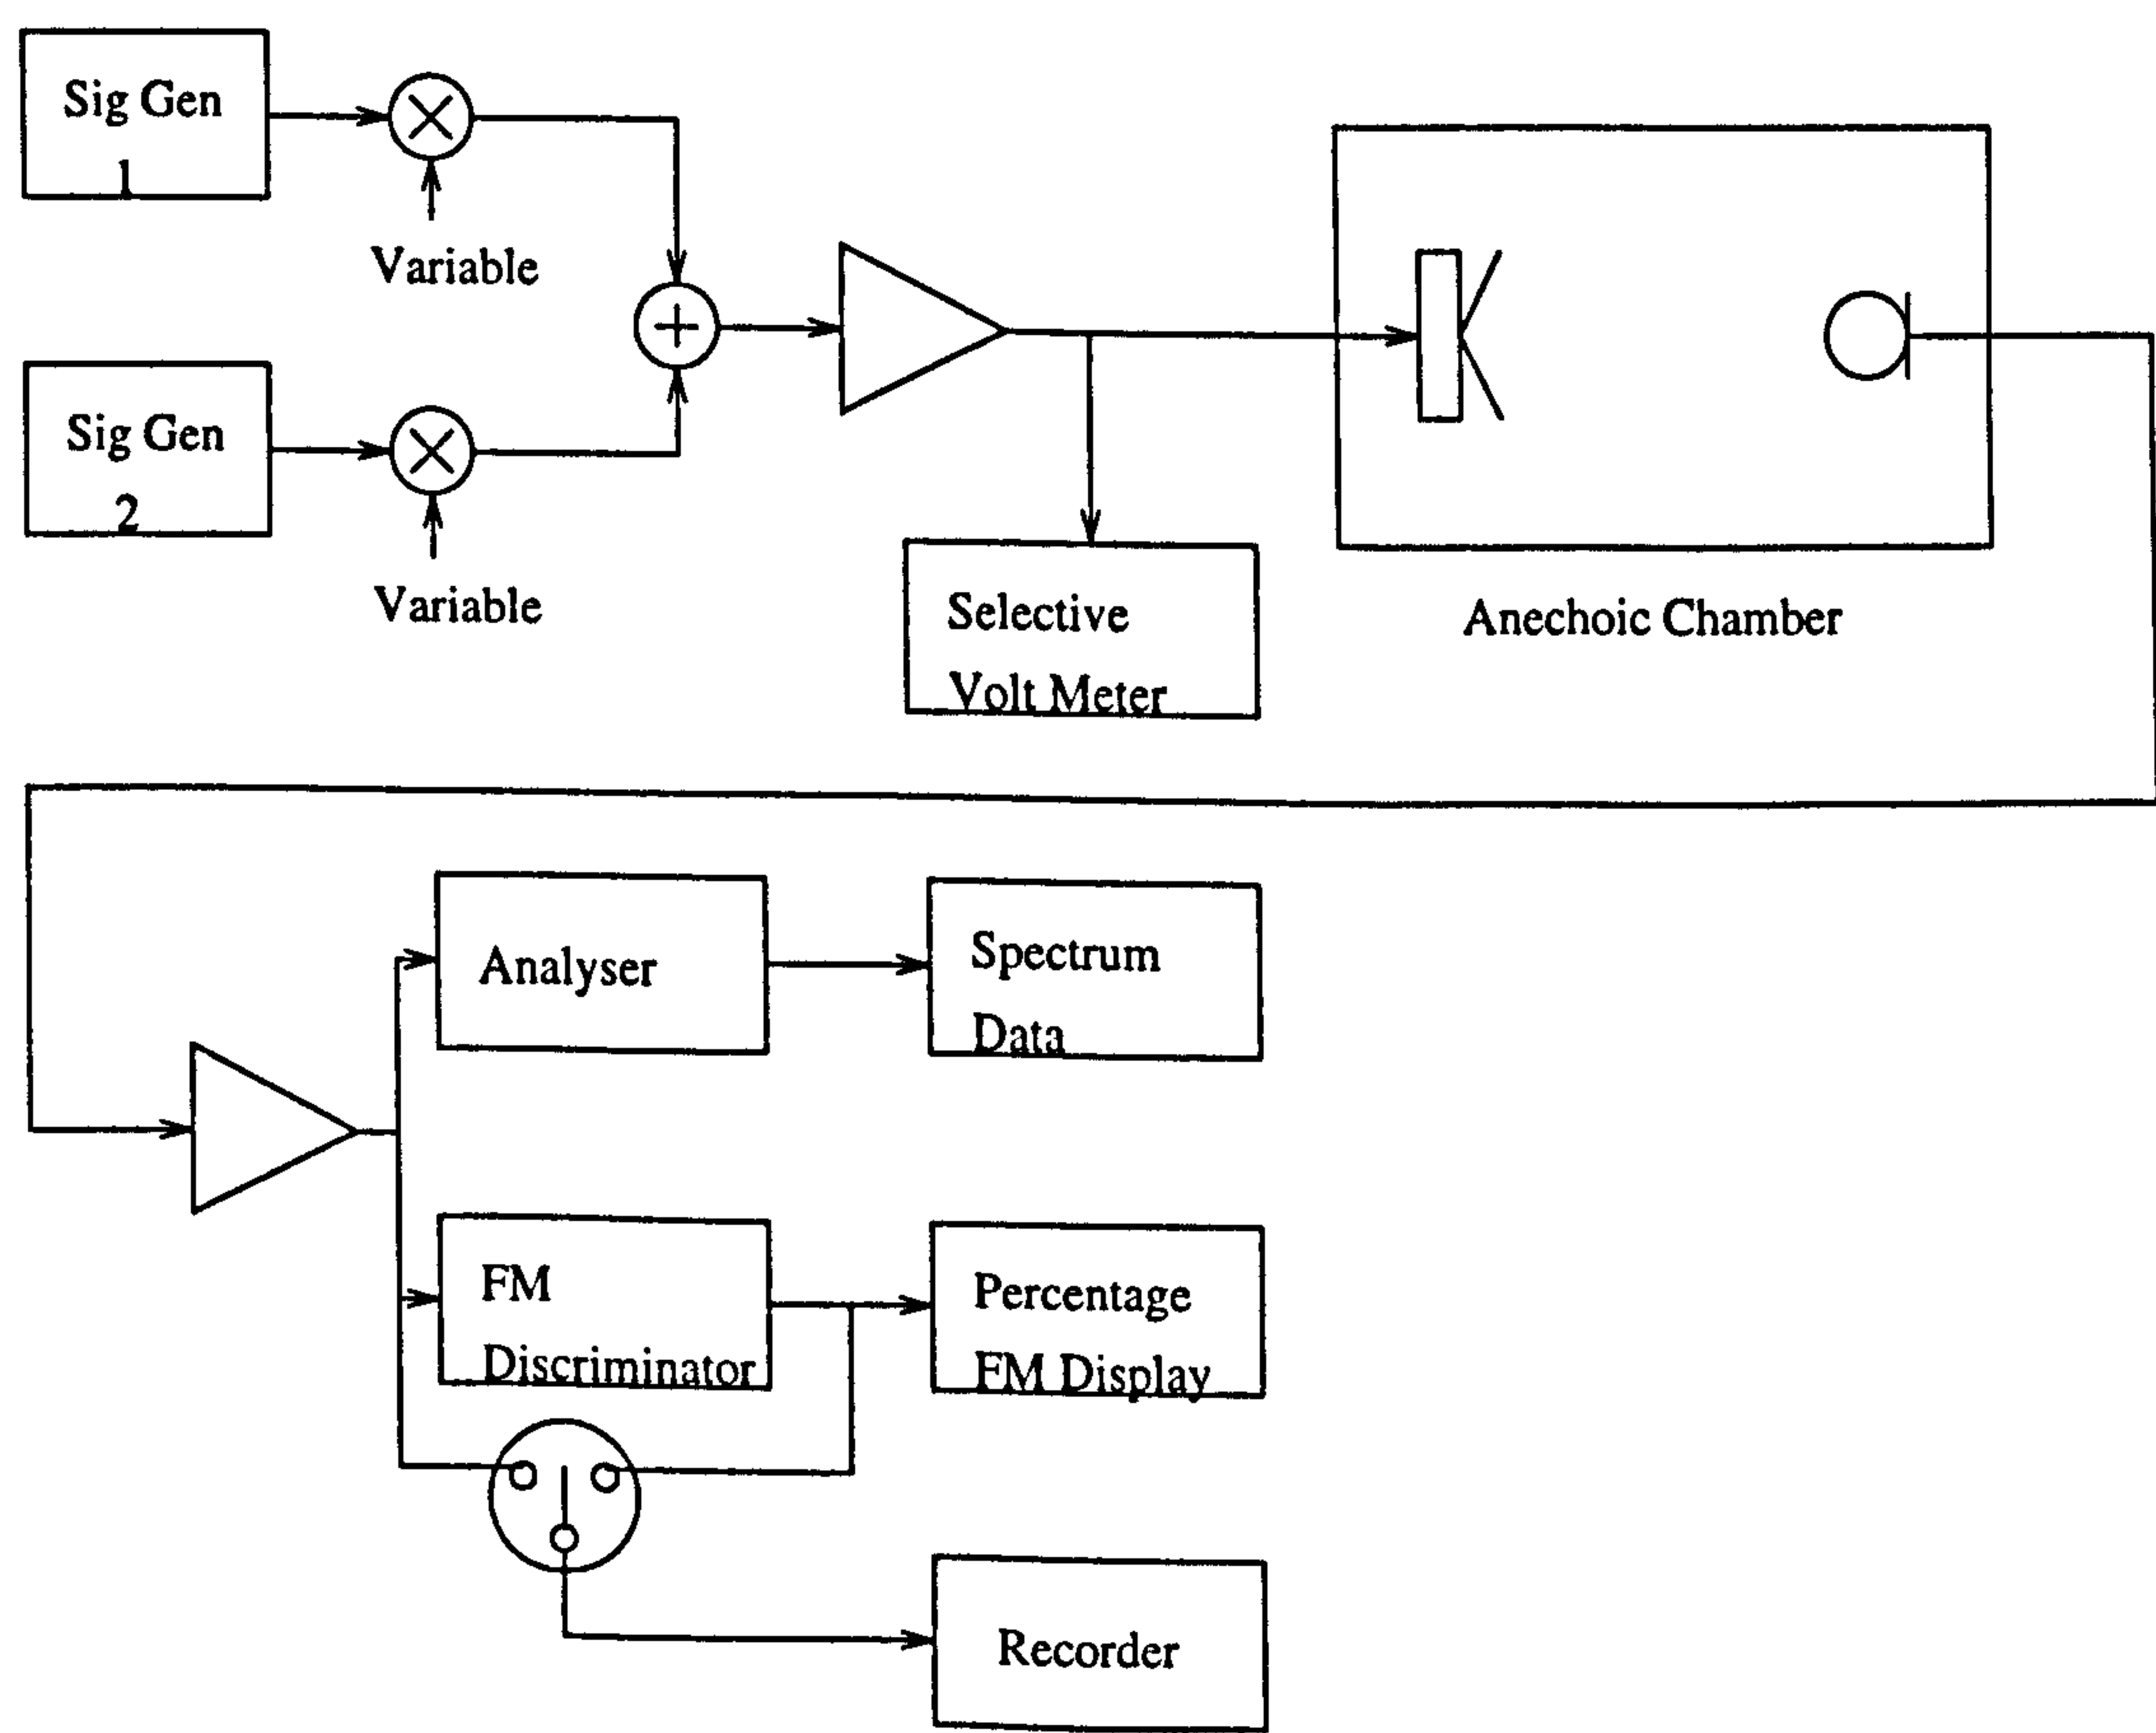 Sig Gen
1
Variable
Sig Gen
2
Variable
Selective
Volt Meter
Anechoic Chamber
Analyser
Spectrum
Data
FM
Discriminator
Percentage
FM Display
Recorder